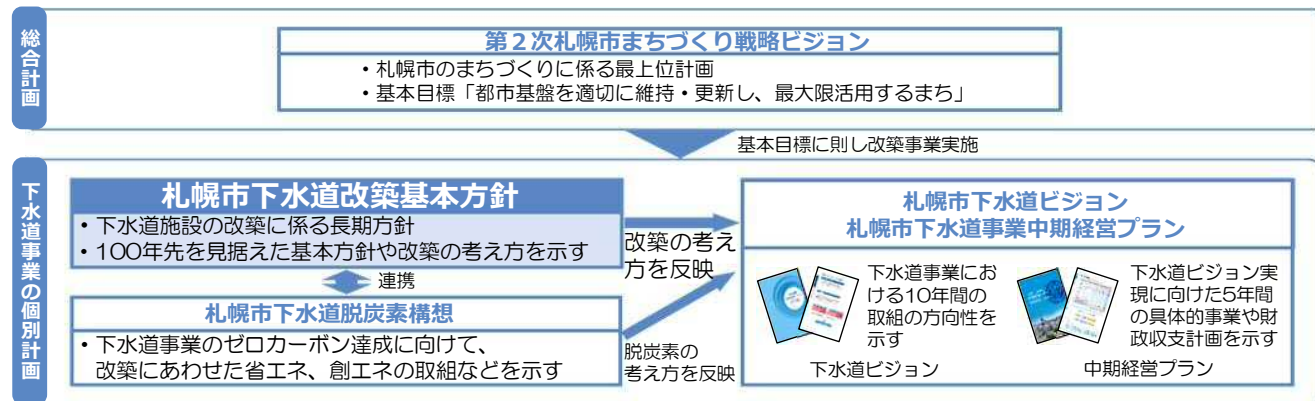 総合計画
第２次札幌市まちづくり戦略ビジョン
・札幌市のまちづくりに係る最上位計画
・基本目標「都市基盤を適切に維持・更新し、最大限活用するまち」
基本目標に則し改築事業実施
下水道事業の個別計画
札幌市下水道改築基本方針
・下水道施設の改築に係る長期方針
・100年先を見据えた基本方針や改築の考え方を示す
連携
札幌市下水道脱炭素構想
・下水道事業のゼロカーボン達成に向けて、
改築にあわせた省エネ、創エネの取組などを示す
改築の考え
方を反映
脱炭素の
考え方を反映
札幌市下水道ビジョン
札幌市下水道事業中期経営プラン
下水道事業にお
ける10年間の
取組の方向性を
示す
下水道ビジョン
下水道ビジョン実
現に向けた5年間
の具体的事業や財
政収支計画を示す
中期経営プラン